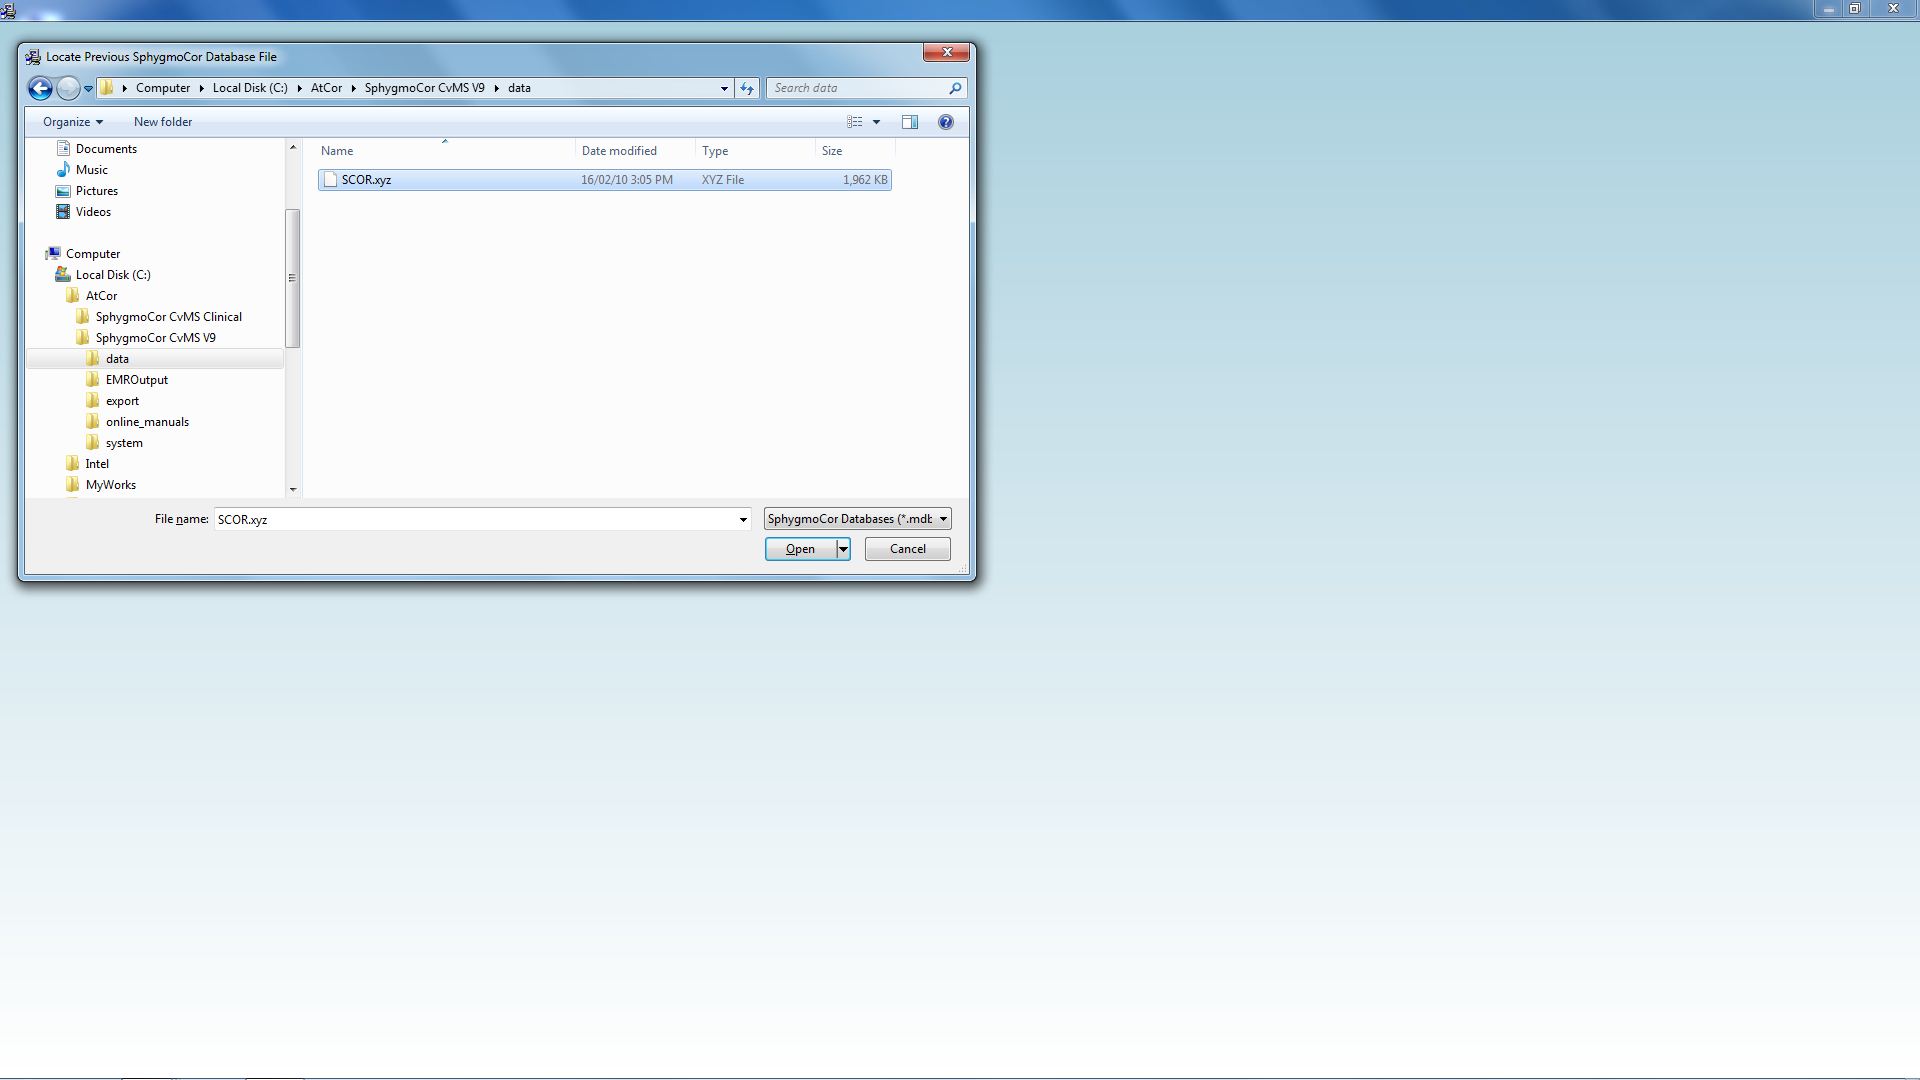 Locate Previous SphygmoCor Database File
Computer Local Disk (C:) AtCor SphygmoCor CvMS V9 data
Search data
Organize New folder
Documents
Music
Pictures
Videos
Computer
Local Disk (C:)
AtCor
SphygmoCor CvMS Clinical
SphygmoCor CvMS V9
data
EMROutput
export
online_manuals
system
Intel
MyWorks
Name Date modified Type Size
SCOR.xyz 16/02/10 3:05 PM XYZ File 1,962 KB
File name: SCOR.xyz SphygmoCor Databases (*.mdb
Open Cancel